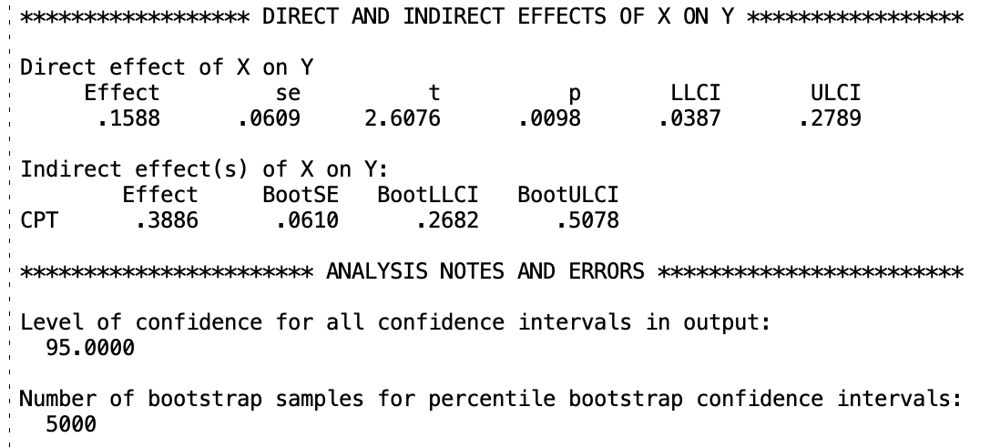 ****************** DIRECT AND INDIRECT EFFECTS OF X ON Y *****************
Direct effect of X on Y
Effect se t p LLCI ULCI
.1588 .0609 2.6076 .0098 .0387 .2789
Indirect effect(s) of X on Y:
Effect BootSE BootLLCI BootULCI
CPT .3886 .0610 .2682 .5078
*********************** ANALYSIS NOTES AND ERRORS ************************
Level of confidence for all confidence intervals in output:
95.0000
Number of bootstrap samples for percentile bootstrap confidence intervals:
5000